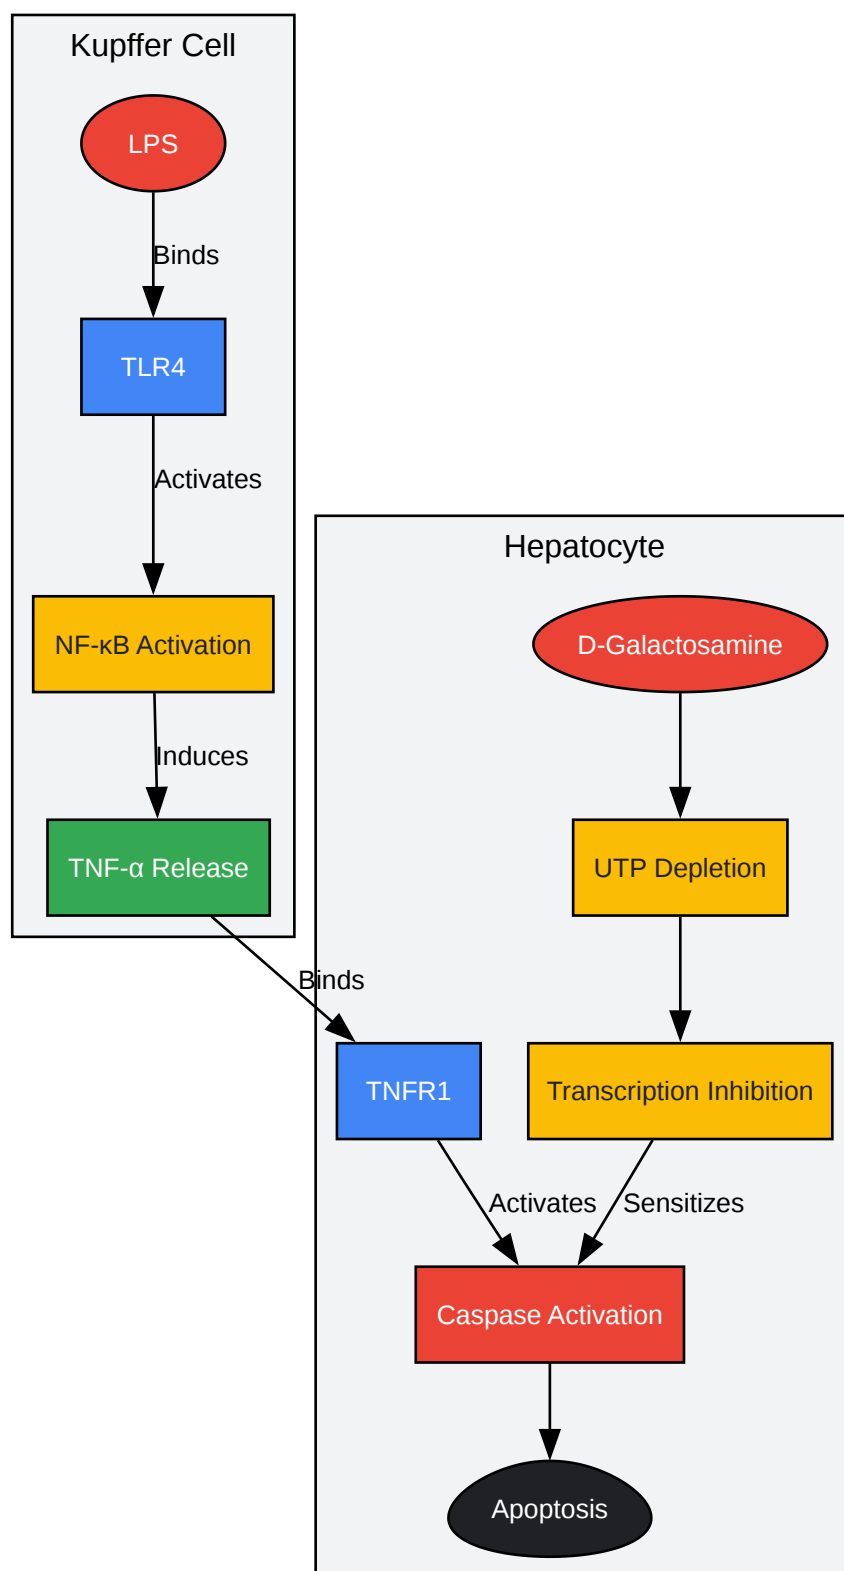 Kupffer Cell
LPS
Binds
TLR4
Activates
NF-κB Activation
Induces
TNF-α Release
Binds
Hepatocyte
D-Galactosamine
UTP Depletion
TNFR1
Transcription Inhibition
Activates
Sensitizes
Caspase Activation
Apoptosis